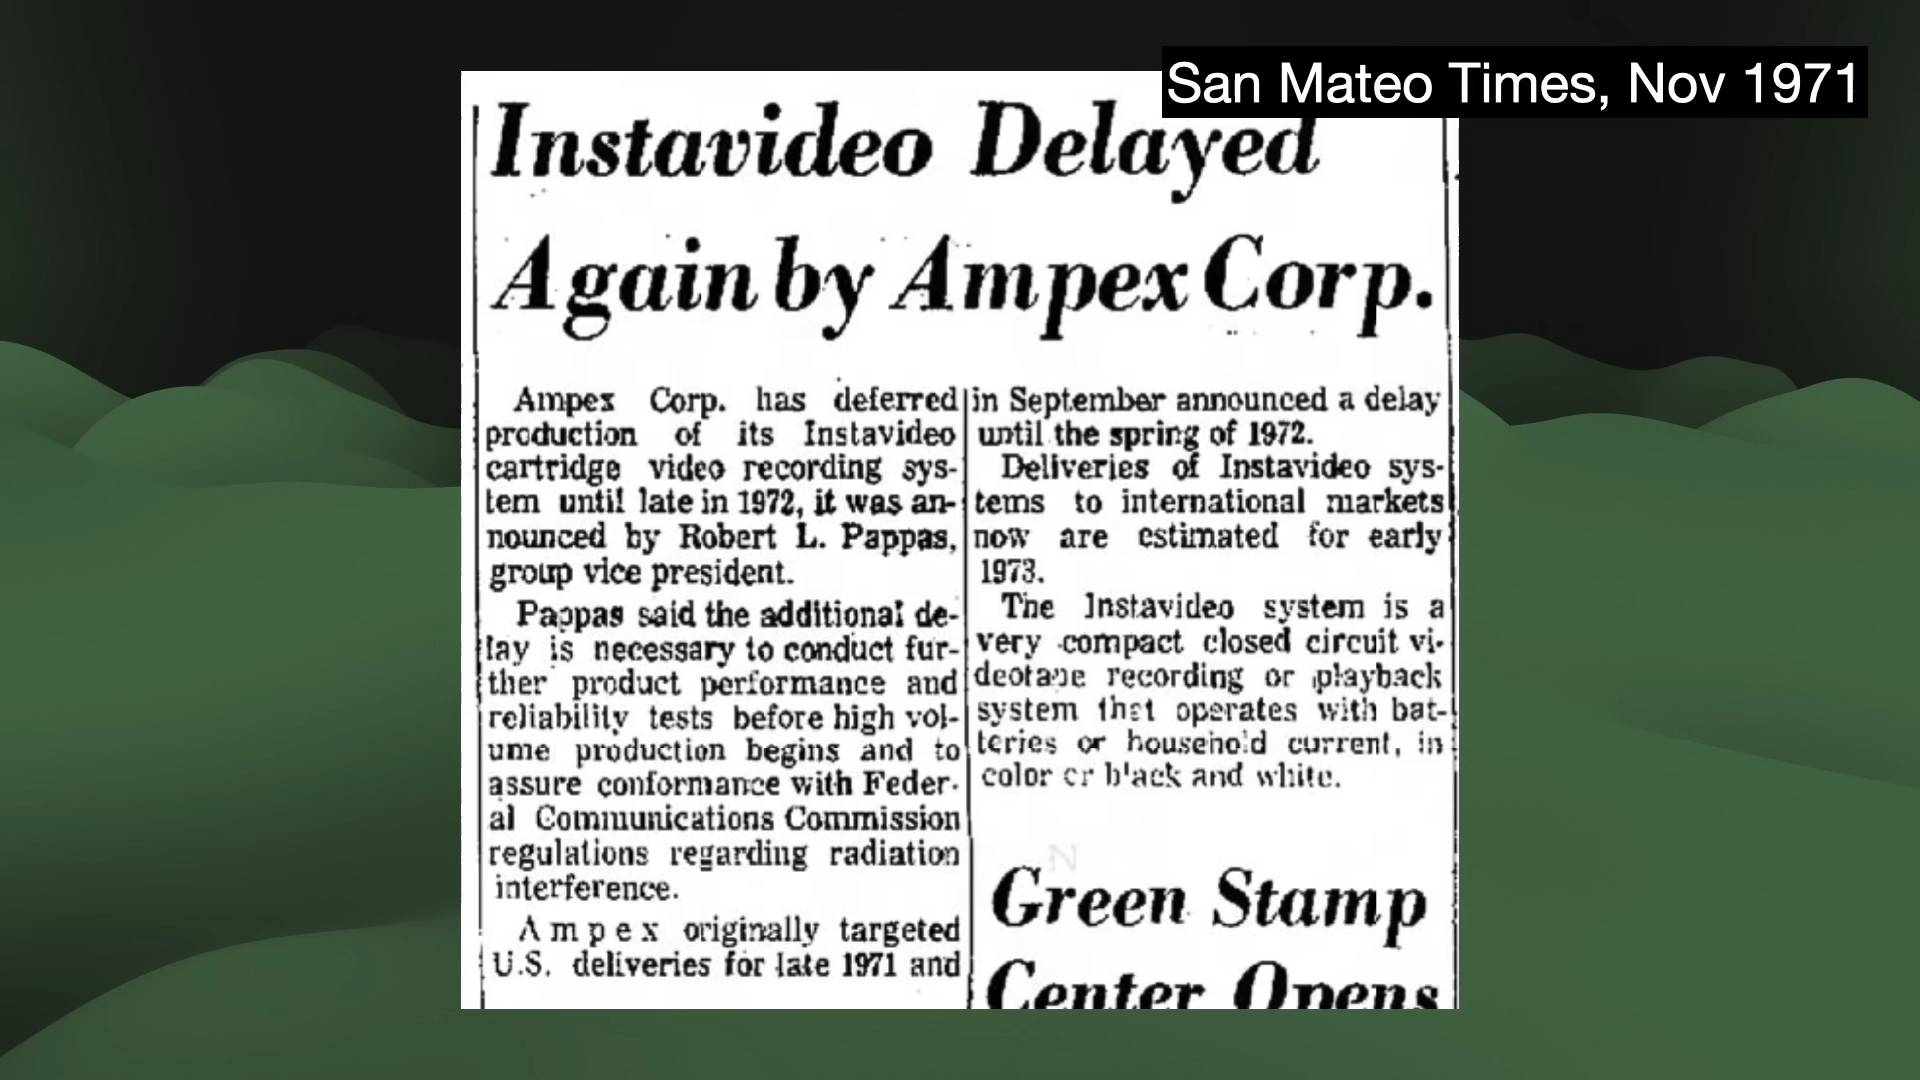 San Mateo Times, Nov 1971
Instavideo Delayed
Again by Ampex Corp.
Ampex Corp. has deferred
production of its Instavideo
cartridge video recording sys-
tem until late in 1972, it was an-
nounced by Robert L. Pappas,
group vice president.
Pappas said the additional de-
lay is necessary to conduct fur-
ther product performance and
reliability tests before high vol-
ume production begins and to
assure conformance with Feder-
al Communications Commission
regulations regarding radiation
interference.
Ampex originally targeted
U.S. deliveries for late 1971 and
in September announced a delay
until the spring of 1972.
Deliveries of Instavideo sys-
tems to international markets
now are estimated for early
1973.
The Instavideo system is a
very compact closed circuit vi-
deotape recording or playback
system that operates with bat-
teries or household current, in
color or black and white.
Green Stamp
Center Opens